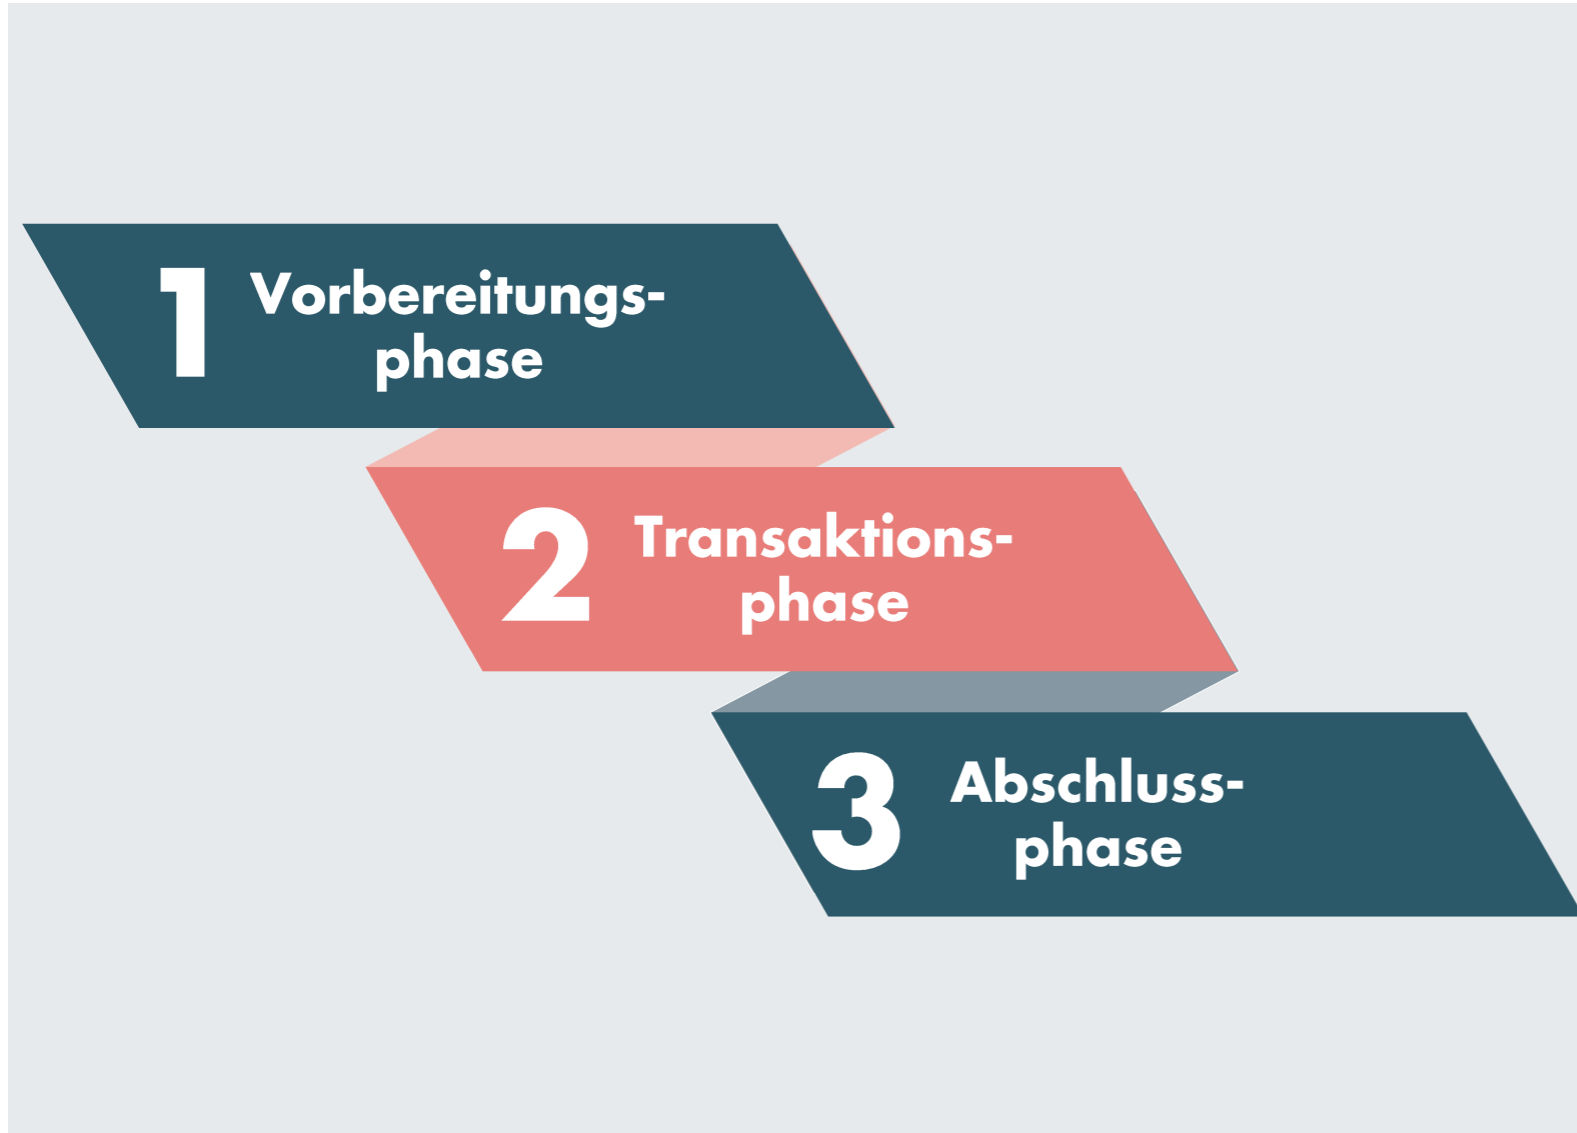 1 Vorbereitungs-
phase
2 Transaktions-
phase
3 Abschluss-
phase